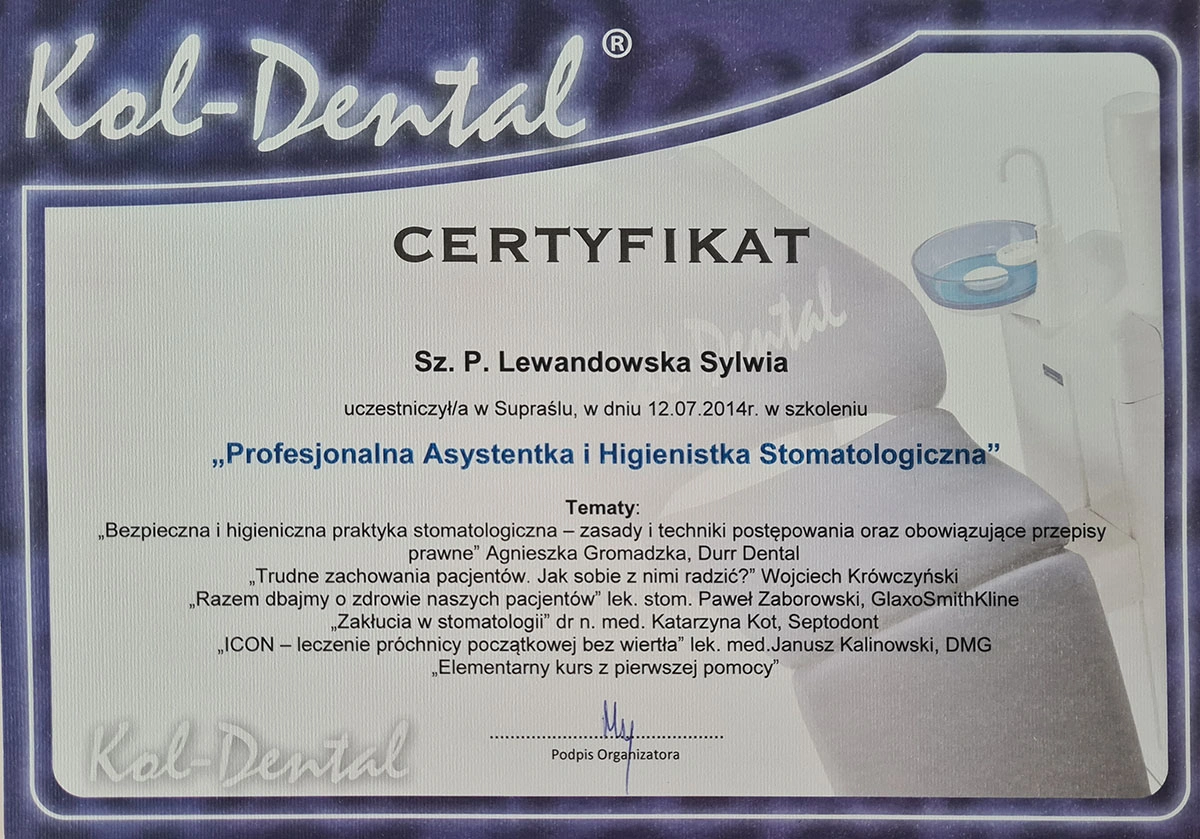 Kol-Dental®
CERTYFIKAT
Dental
Sz. P. Lewandowska Sylwia
uczestniczył/a w Supraślu, w dniu 12.07.2014r. w szkoleniu
„Profesjonalna Asystentka i Higienistka Stomatologiczna”
Tematy:
„Bezpieczna i higieniczna praktyka stomatologiczna – zasady i techniki postępowania oraz obowiązujące przepisy
prawne” Agnieszka Gromadzka, Durr Dental
„Trudne zachowania pacjentów. Jak sobie z nimi radzić?” Wojciech Krówczyński
„Razem dbajmy o zdrowie naszych pacjentów” lek. stom. Paweł Zaborowski, GlaxoSmithKline
„Zakłucia w stomatologii” dr n. med. Katarzyna Kot, Septodont
„ICON – leczenie próchnicy początkowej bez wiertła” lek. med.Janusz Kalinowski, DMG
„Elementarny kurs z pierwszej pomocy”
Podpis Organizatora
Kol-Dental